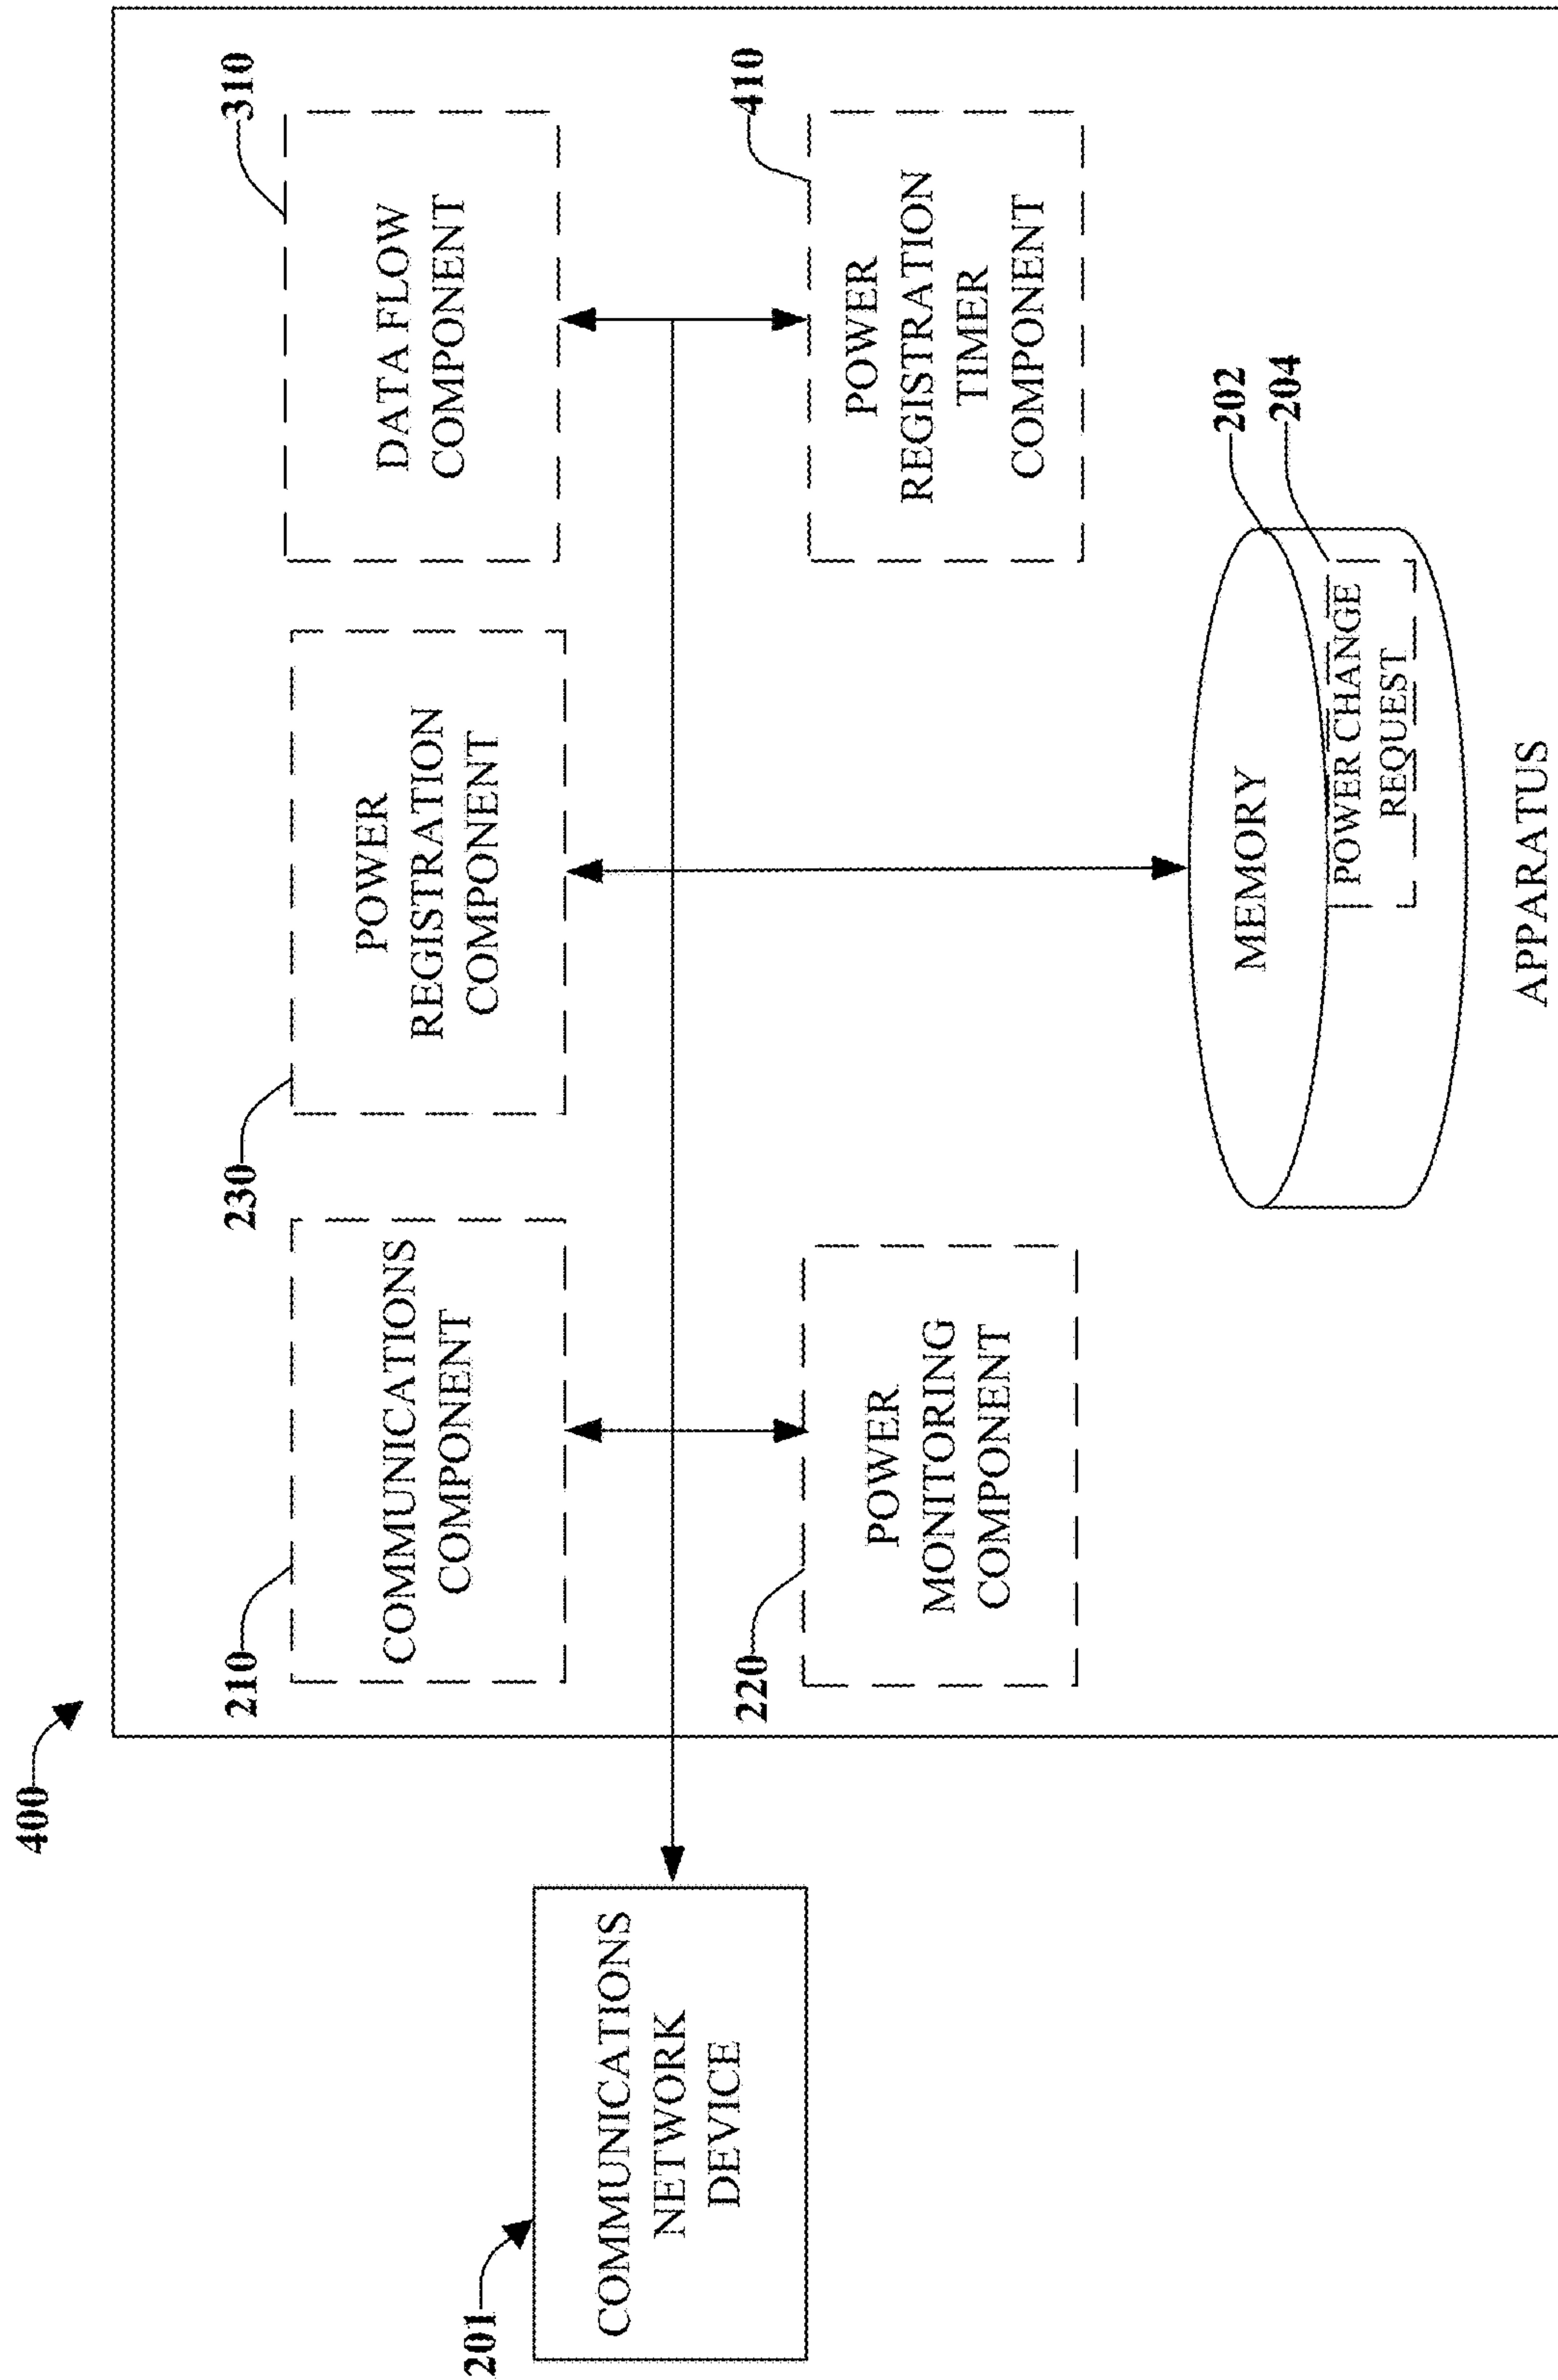 400
201
COMMUNICATIONS
NETWORK
DEVICE
210
COMMUNICATIONS
COMPONENT
230
POWER
REGISTRATION
COMPONENT
310
DATA FLOW
COMPONENT
220
POWER
MONITORING
COMPONENT
410
POWER
REGISTRATION
TIMER
COMPONENT
202
204
MEMORY
POWER CHANGE
REQUEST
APPARATUS